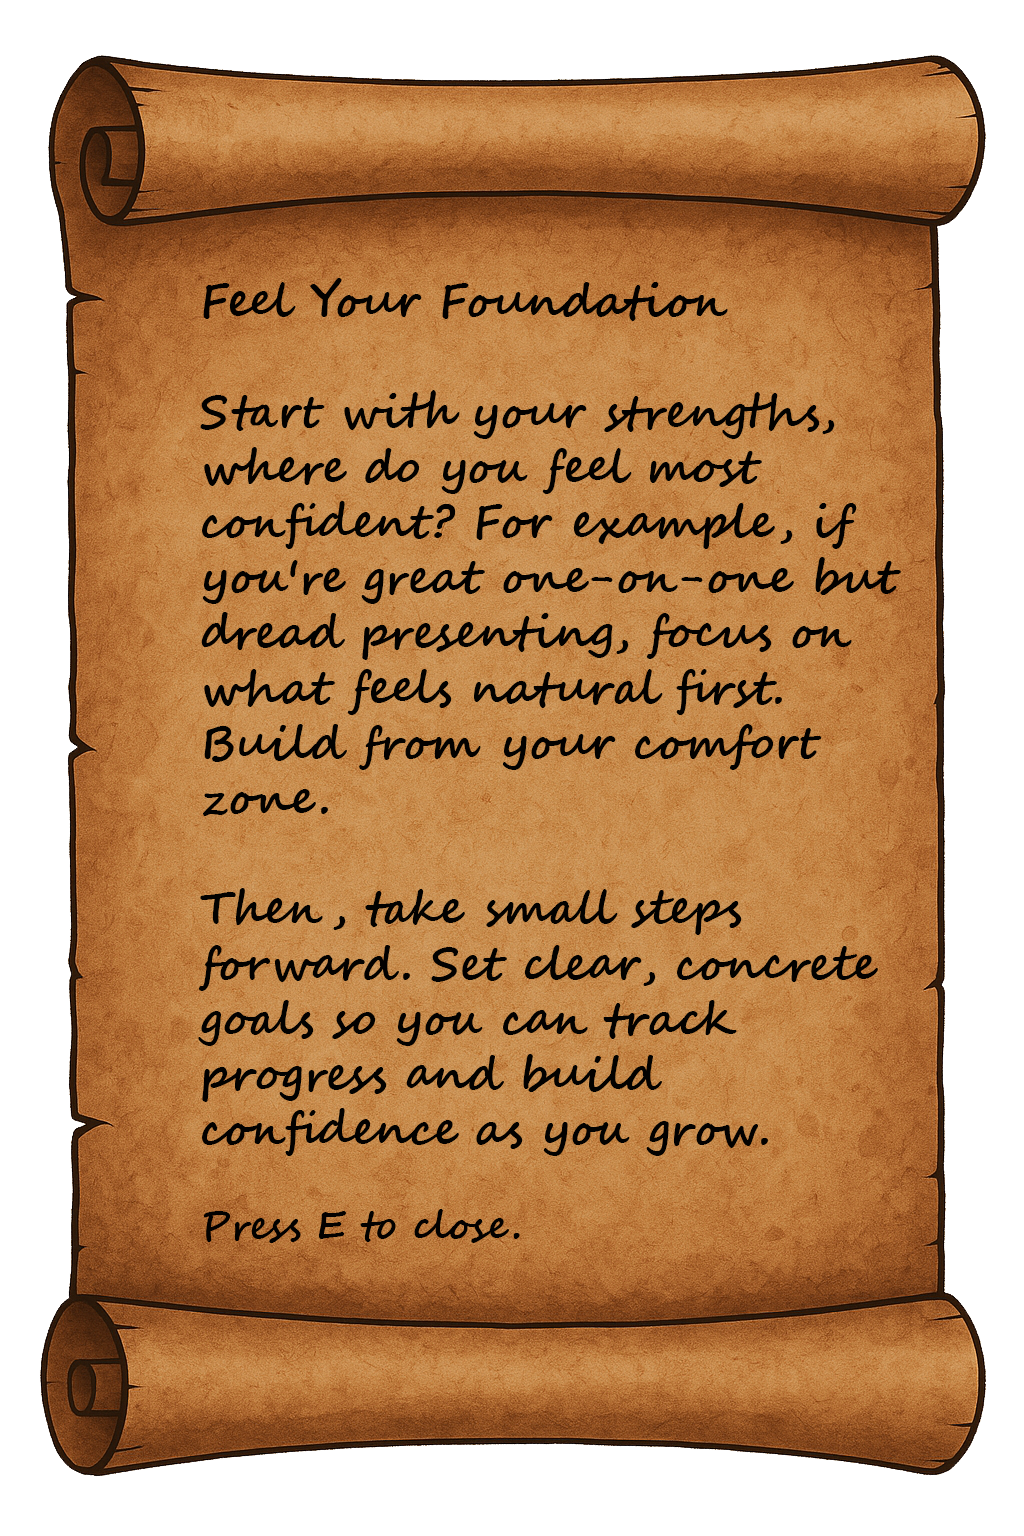 Feel Your Foundation
Start with your strengths,
where do you feel most
confident? For example, if
you're great one-on-one but
dread presenting, focus on
what feels natural first.
Build from your comfort
zone.
Then, take small steps
forward. Set clear, concrete
goals so you can track
progress and build
confidence as you grow.
Press E to close.